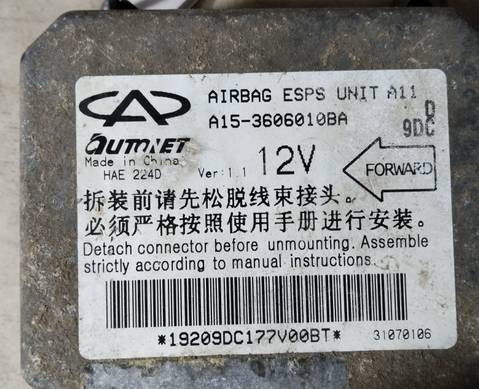 AIRBAG ESPS UNIT A11
A15-3606010BA
D
9DC
AUTONET
Made in China
HAE 224D
Ver:1.1
12V
FORWARD
拆装前请先松脱线束接头。
必须严格按照使用手册进行安装。
Detach connector before unmounting. Assemble
strictly according to manual instructions.
*19209DC177V00BT*
31070106